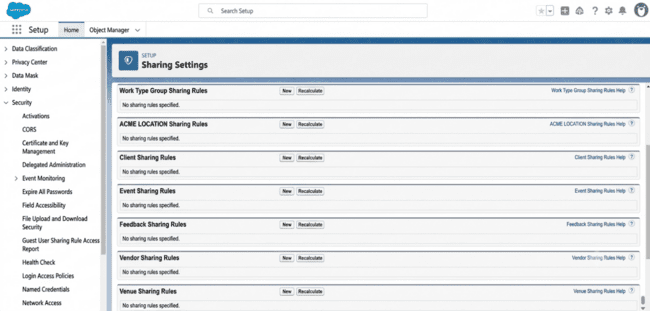 salesforce
Search Setup
Setup
Home
Object Manager
Data Classification
Privacy Center
Data Mask
Identity
Security
Activations
CORS
Certificate and Key
Management
Delegated Administration
Event Monitoring
Expire All Passwords
Field Accessibility
File Upload and Download
Security
Guest User Sharing Rule Access
Report
Health Check
Login Access Policies
Named Credentials
Network Access
SETUP
Sharing Settings
Work Type Group Sharing Rules New Recalculate Work Type Group Sharing Rules Help ?
No sharing rules specified.
ACME LOCATION Sharing Rules New Recalculate ACME LOCATION Sharing Rules Help ?
No sharing rules specified.
Client Sharing Rules New Recalculate Client Sharing Rules Help ?
No sharing rules specified.
Event Sharing Rules New Recalculate Event Sharing Rules Help ?
No sharing rules specified.
Feedback Sharing Rules New Recalculate Feedback Sharing Rules Help ?
No sharing rules specified.
Vendor Sharing Rules New Recalculate Vendor Sharing Rules Help ?
No sharing rules specified.
Venue Sharing Rules New Recalculate Venue Sharing Rules Help ?
No sharing rules specified.